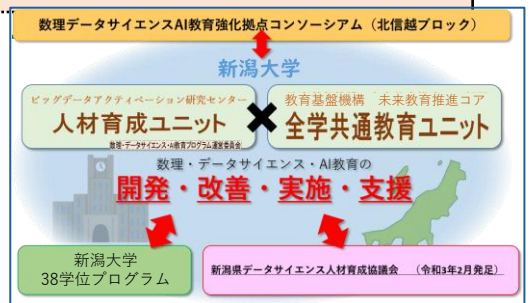 数理データサイエンスAI教育強化拠点コンソーシアム（北信越ブロック）
新潟大学
ビッグデータアクティベーション研究センター
人材育成ユニット
数理・データサイエンス・AI教育プログラム運営委員会
教育基盤機構　未来教育推進コア
全学共通教育ユニット
数理・データサイエンス・AI教育の
開発・改善・実施・支援
新潟大学
38学位プログラム
新潟県データサイエンス人材育成協議会　（令和3年2月発足）